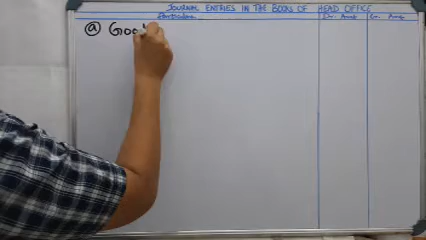 JOURNAL ENTRIES IN THE BOOKS OF HEAD OFFICE
Particulars Dr. Amt Cr. Amt
ⓐ Goo